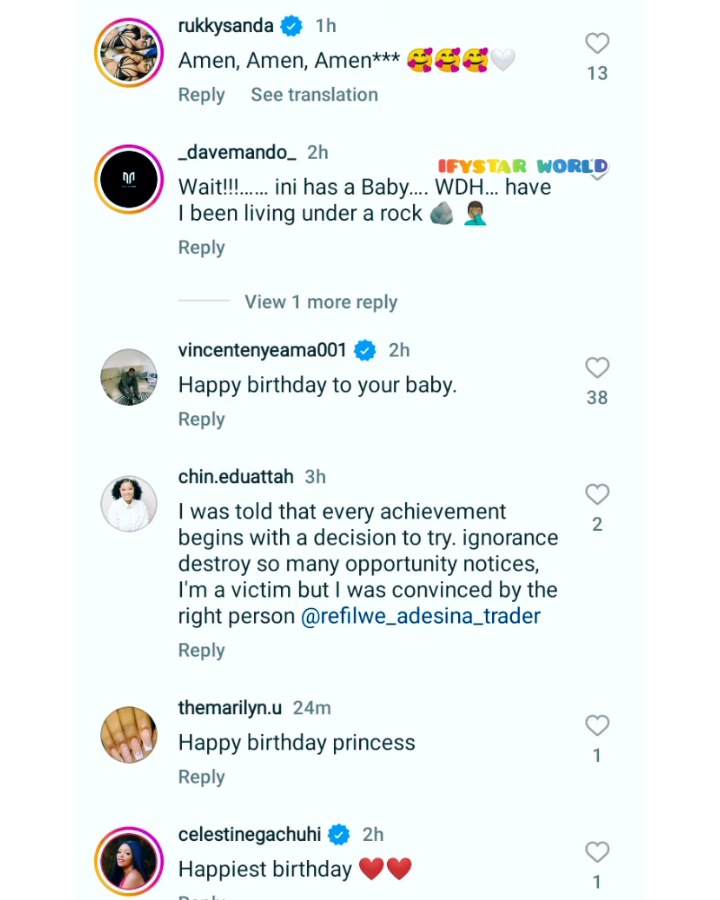 rukkysanda 1h
Amen, Amen, Amen*** 🥰🥰🥰🤍
13
Reply See translation
_davemando_ 2h
IFYSTAR WORLD
Wait!!!...... ini has a Baby.... WDH... have
I been living under a rock 🪨 🤦🏾‍♂️
Reply
View 1 more reply
vincentenyeama001 2h
Happy birthday to your baby.
38
Reply
chin.eduattah 3h
I was told that every achievement
begins with a decision to try. ignorance
2
destroy so many opportunity notices,
I'm a victim but I was convinced by the
right person @refilwe_adesina_trader
Reply
themarilyn.u 24m
Happy birthday princess
1
Reply
celestinegachuhi 2h
Happiest birthday ❤️❤️
1